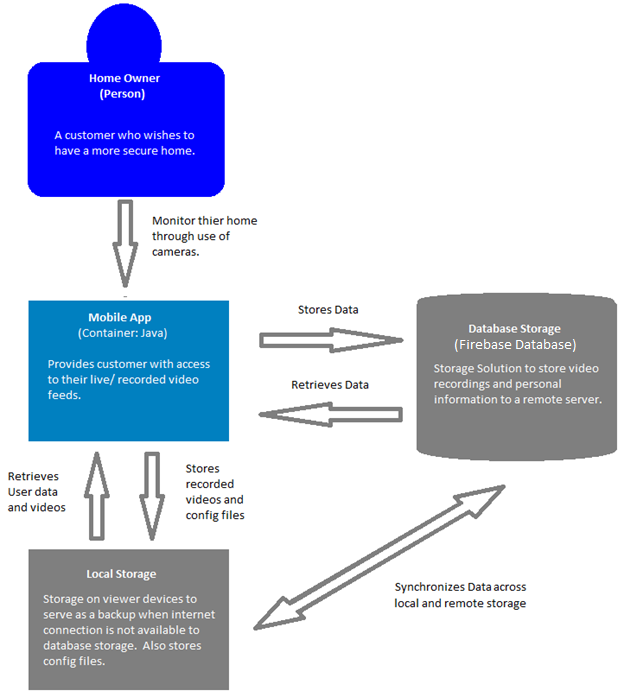 Home Owner
(Person)
A customer who wishes to
have a more secure home.
Monitor thier home
through use of
cameras.
Mobile App
(Container: Java)
Provides customer with access
to their live/ recorded video
feeds.
Stores Data
Retrieves Data
Database Storage
(Firebase Database)
Storage Solution to store video
recordings and personal
information to a remote server.
Retrieves
User data
and videos
Stores
recorded
videos and
config files
Local Storage
Storage on viewer devices to
serve as a backup when internet
connection is not available to
database storage. Also stores
config files.
Synchronizes Data across
local and remote storage